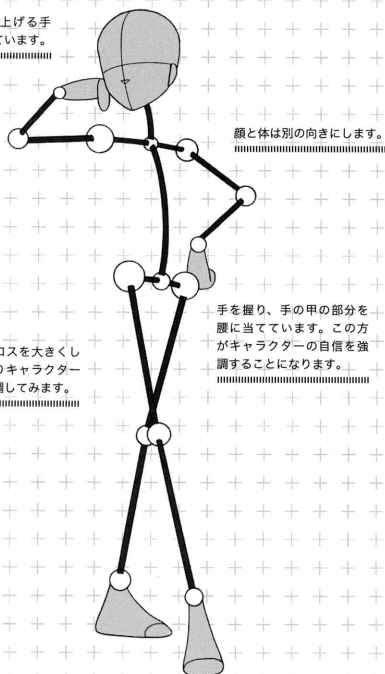 上げる手
ています。
顔と体は別の向きにします。
手を握り、手の甲の部分を
腰に当てています。この方
がキャラクターの自信を強
調することになります。
ロスを大きくし
りキャラクター
調してみます。